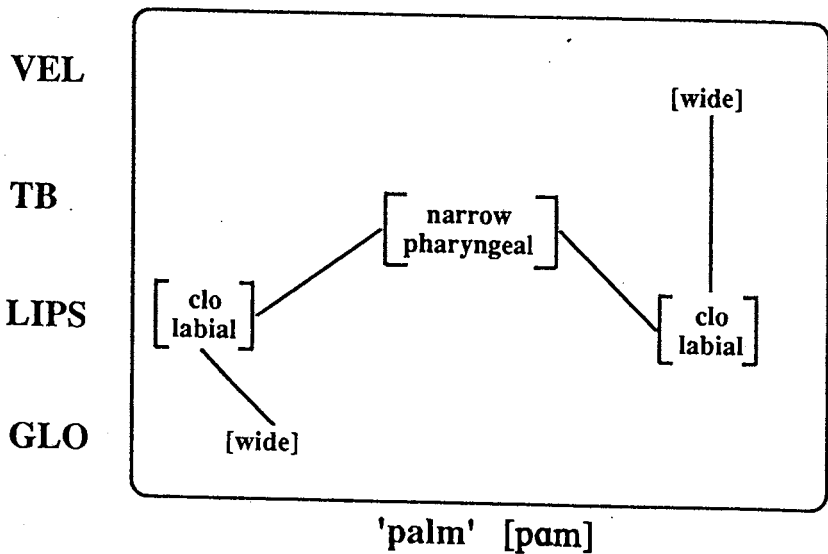 VEL
[wide]
TB
narrow
pharyngeal
LIPS
clo
labial
clo
labial
GLO
[wide]
'palm' [pɑm]